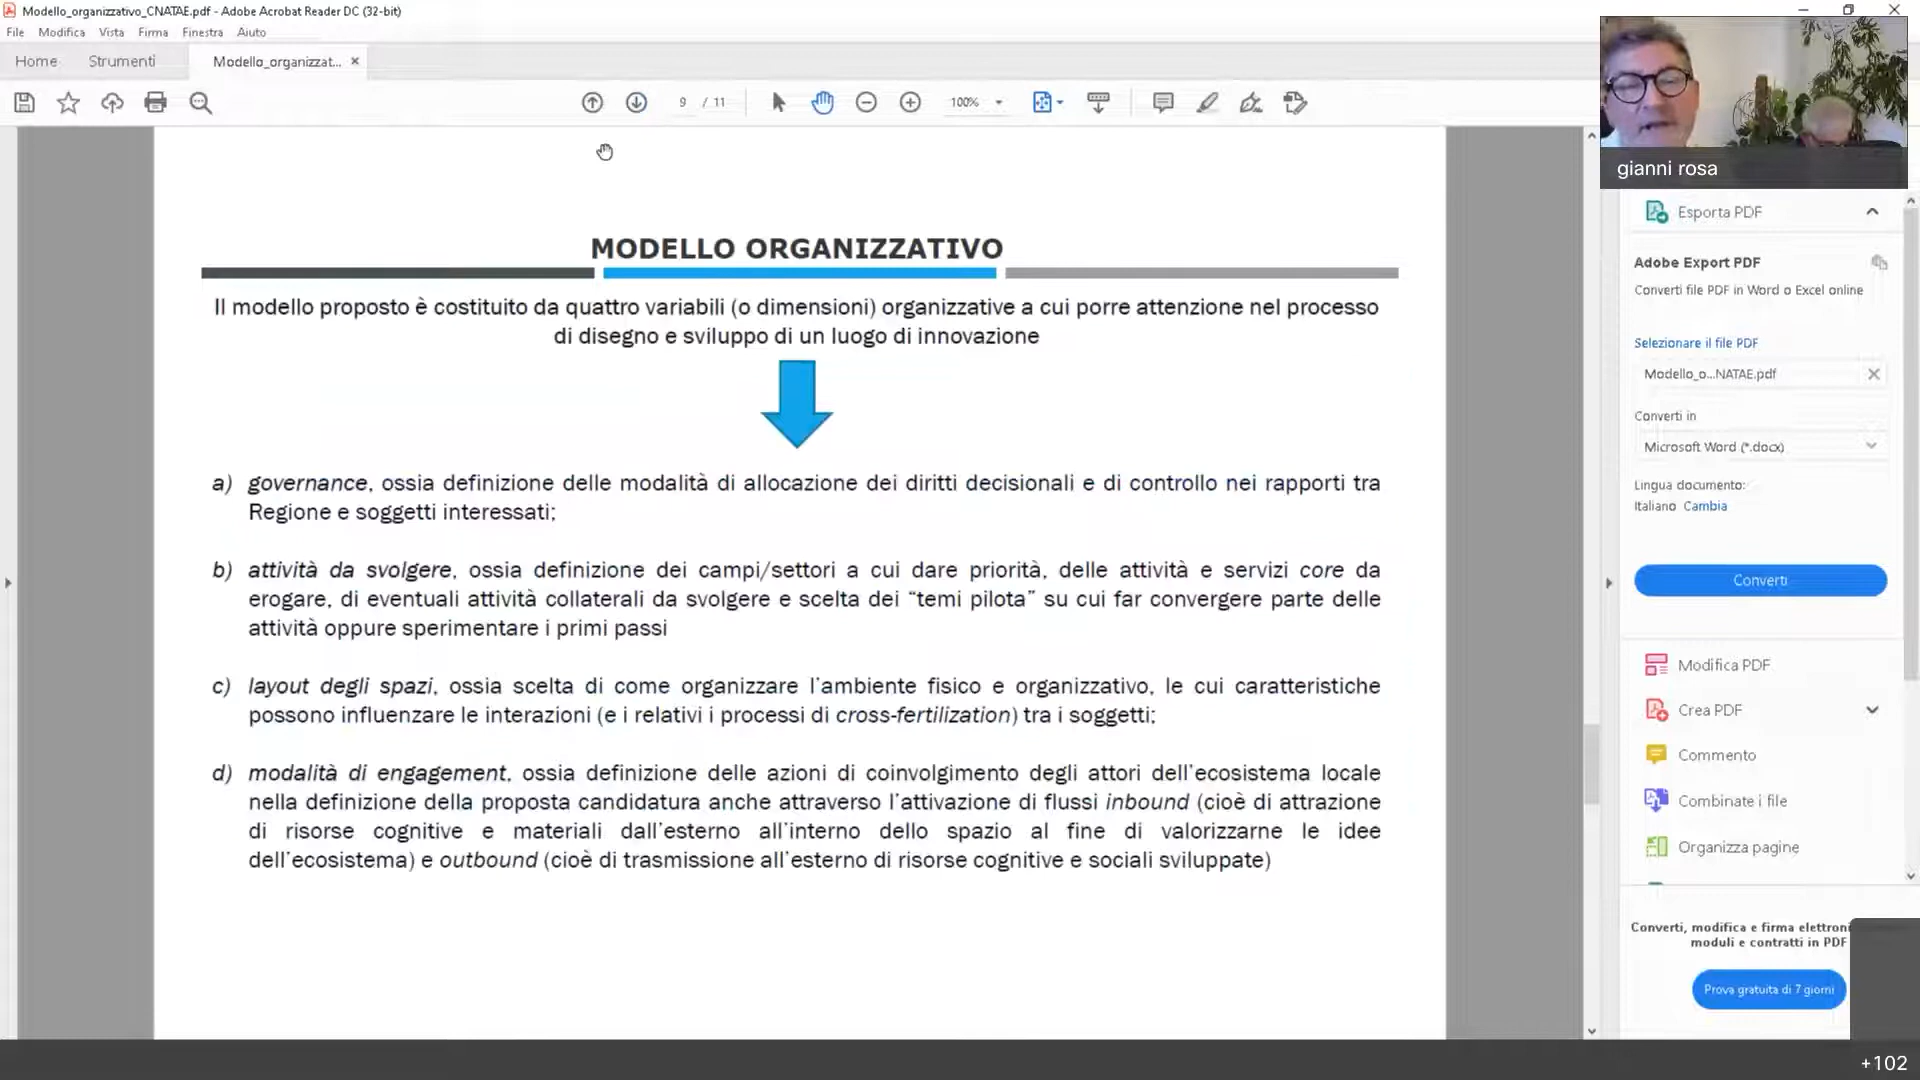 Modello_organizzativo_CNATAE.pdf - Adobe Acrobat Reader DC (32-bit)
File Modifica Vista Firma Finestra Aiuto
Home Strumenti Modello_organizzat... ×
9 / 11 100%
gianni rosa
MODELLO ORGANIZZATIVO
Il modello proposto è costituito da quattro variabili (o dimensioni) organizzative a cui porre attenzione nel processo
di disegno e sviluppo di un luogo di innovazione
a) governance, ossia definizione delle modalità di allocazione dei diritti decisionali e di controllo nei rapporti tra
Regione e soggetti interessati;
b) attività da svolgere, ossia definizione dei campi/settori a cui dare priorità, delle attività e servizi core da
erogare, di eventuali attività collaterali da svolgere e scelta dei “temi pilota” su cui far convergere parte delle
attività oppure sperimentare i primi passi
c) layout degli spazi, ossia scelta di come organizzare l’ambiente fisico e organizzativo, le cui caratteristiche
possono influenzare le interazioni (e i relativi i processi di cross-fertilization) tra i soggetti;
d) modalità di engagement, ossia definizione delle azioni di coinvolgimento degli attori dell’ecosistema locale
nella definizione della proposta candidatura anche attraverso l’attivazione di flussi inbound (cioè di attrazione
di risorse cognitive e materiali dall’esterno all’interno dello spazio al fine di valorizzarne le idee
dell’ecosistema) e outbound (cioè di trasmissione all’esterno di risorse cognitive e sociali sviluppate)
Esporta PDF
Adobe Export PDF
Converti file PDF in Word o Excel online
Selezionare il file PDF
Modello_o...NATAE.pdf
Converti in
Microsoft Word (*.docx)
Lingua documento:
Italiano Cambia
Converti
Modifica PDF
Crea PDF
Commento
Combinate i file
Organizza pagine
Converti, modifica e firma elettroni
moduli e contratti in PDF
Prova gratuita di 7 giorni
+102